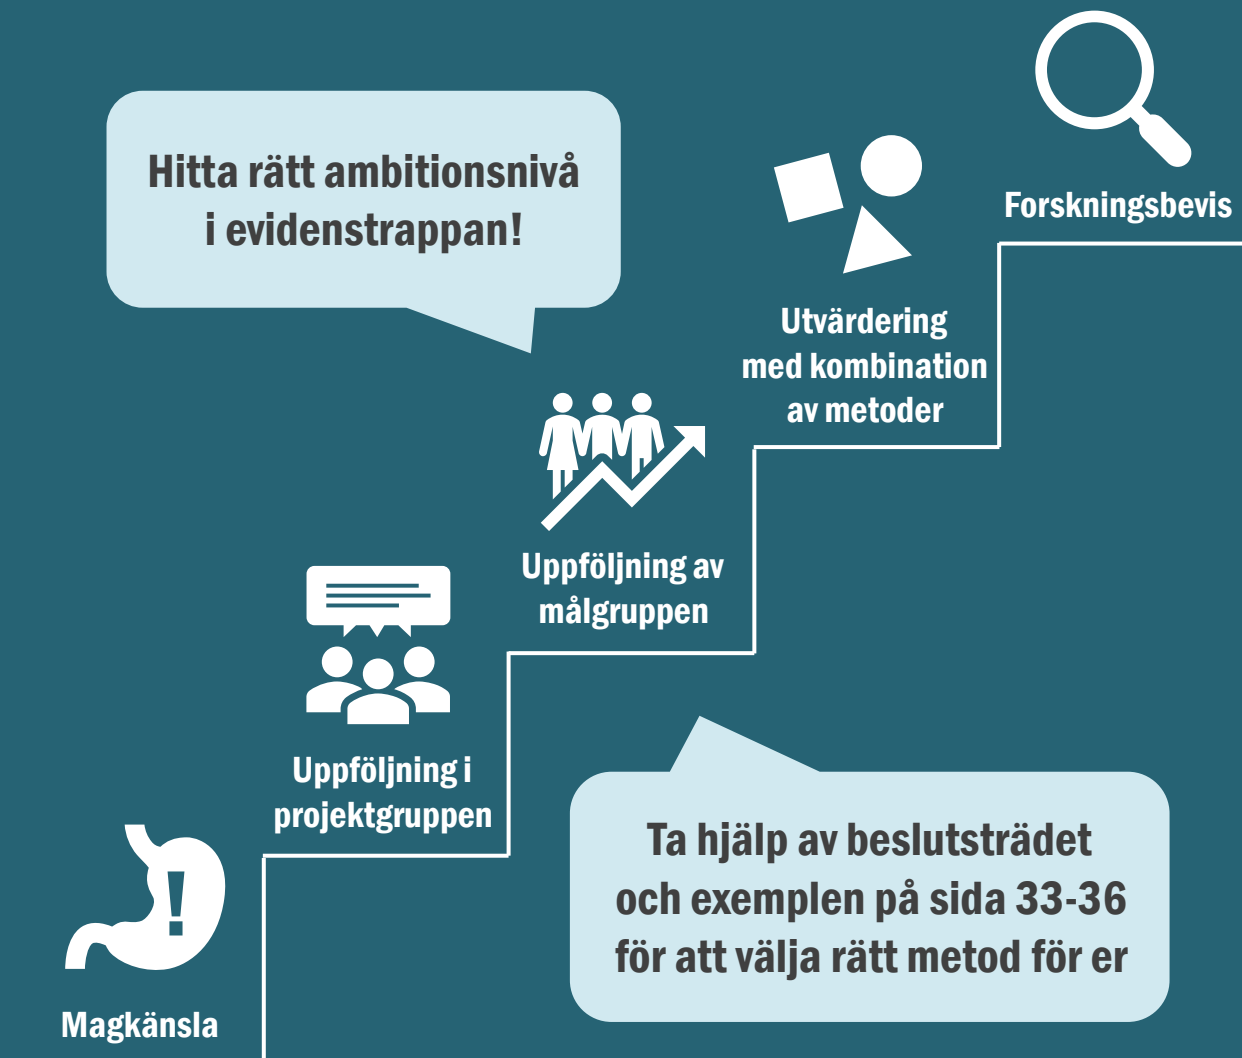 Hitta rätt ambitionsnivå
i evidenstrappan!
Forskningsbevis
Utvärdering
med kombination
av metoder
Uppföljning av
målgruppen
Uppföljning i
projektgruppen
!
Magkänsla
Ta hjälp av beslutsträdet
och exemplen på sida 33-36
för att välja rätt metod för er